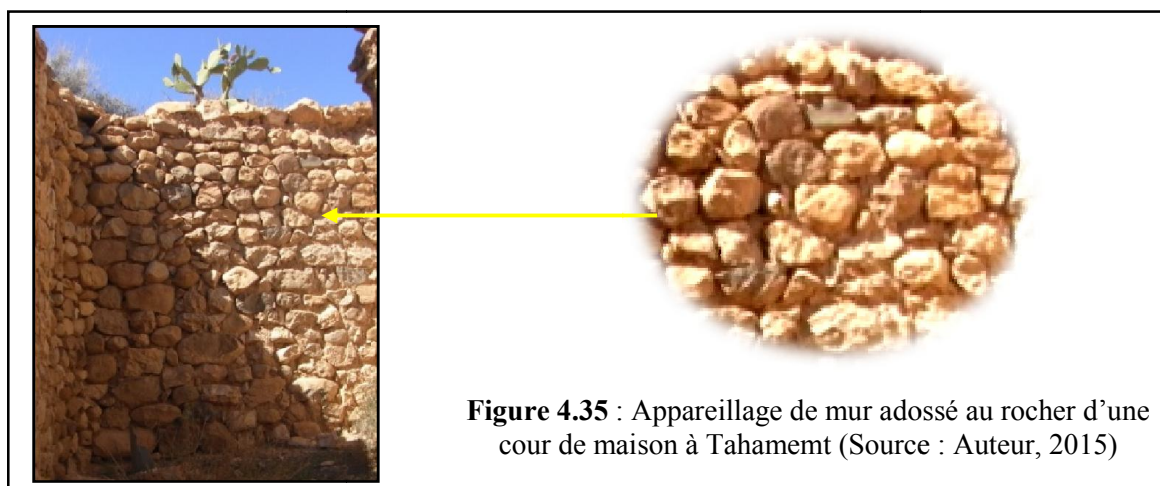 Figure 4.35 : Appareillage de mur adossé au rocher d’une
cour de maison à Tahamemt (Source : Auteur, 2015)